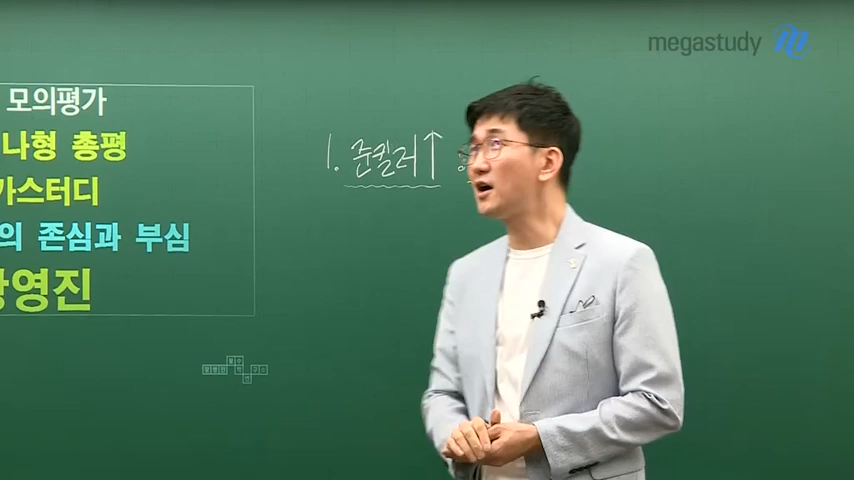 megastudy
모의평가
나형 총평
가스터디
의 존심과 부심
영진
1. 준킬러↑